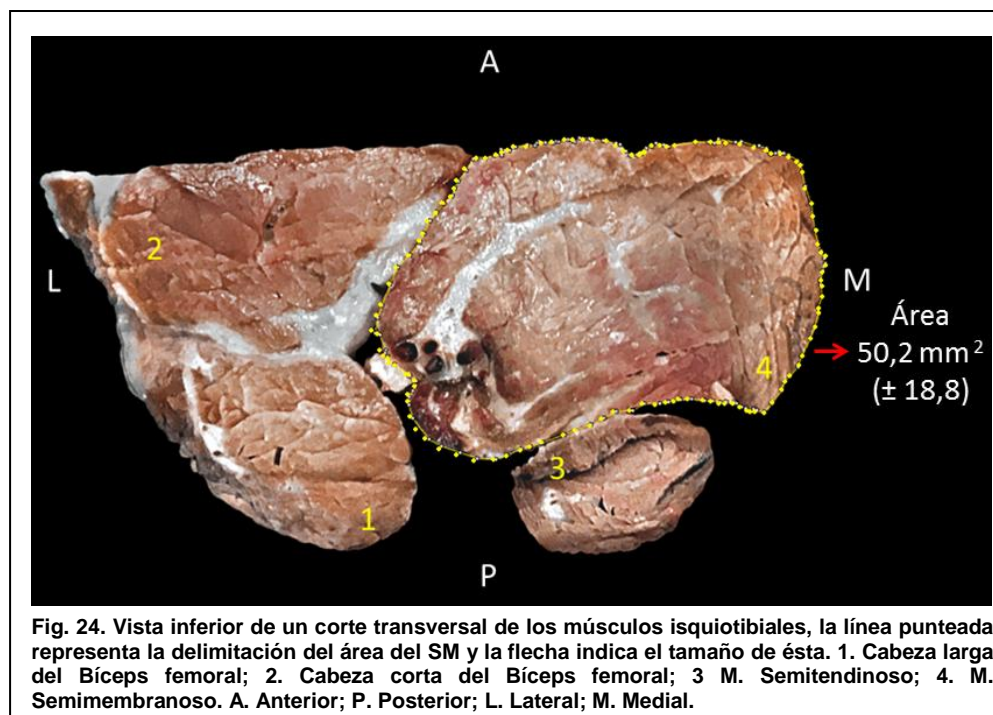 A
2
L
M
Área
50,2 mm²
(± 18,8)
4
3
1
P
Fig. 24. Vista inferior de un corte transversal de los músculos isquiotibiales, la línea punteada
representa la delimitación del área del SM y la flecha indica el tamaño de ésta. 1. Cabeza larga
del Bíceps femoral; 2. Cabeza corta del Bíceps femoral; 3 M. Semitendinoso; 4. M.
Semimembranoso. A. Anterior; P. Posterior; L. Lateral; M. Medial.